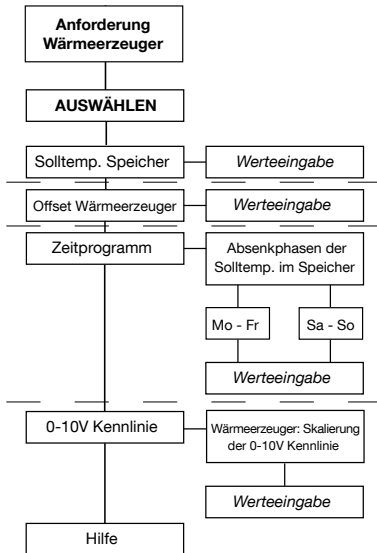 Anforderung
Wärmeerzeuger
AUSWÄHLEN
Solltemp. Speicher
Werteeingabe
Offset Wärmeerzeuger
Werteeingabe
Zeitprogramm
Absenkphasen der
Solltemp. im Speicher
Mo - Fr
Sa - So
Werteeingabe
0-10V Kennlinie
Wärmeerzeuger: Skalierung
der 0-10V Kennlinie
Werteeingabe
Hilfe